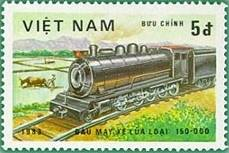 VIỆT NAM BƯU CHÍNH 5đ
1983 ĐẦU MÁY XE LỬA LOẠI 150-000